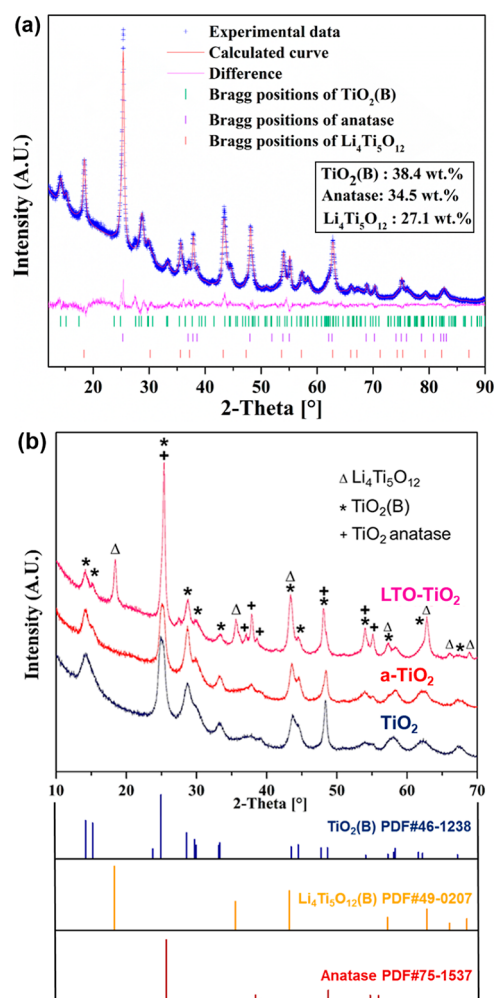 (a)
Experimental data
Calculated curve
Difference
Bragg positions of TiO₂(B)
Bragg positions of anatase
Bragg positions of Li₄Ti₅O₁₂
TiO₂(B) : 38.4 wt.%
Anatase: 34.5 wt.%
Li₄Ti₅O₁₂ : 27.1 wt.%
Intensity (A.U.)
20 30 40 50 60 70 80 90
2-Theta [°]
(b)
* +
Δ Li₄Ti₅O₁₂
* TiO₂(B)
+ TiO₂ anatase
LTO-TiO₂
a-TiO₂
TiO₂
Intensity (A.U.)
10 20 30 40 50 60 70
2-Theta [°]
TiO₂(B) PDF#46-1238
Li₄Ti₅O₁₂(B) PDF#49-0207
Anatase PDF#75-1537